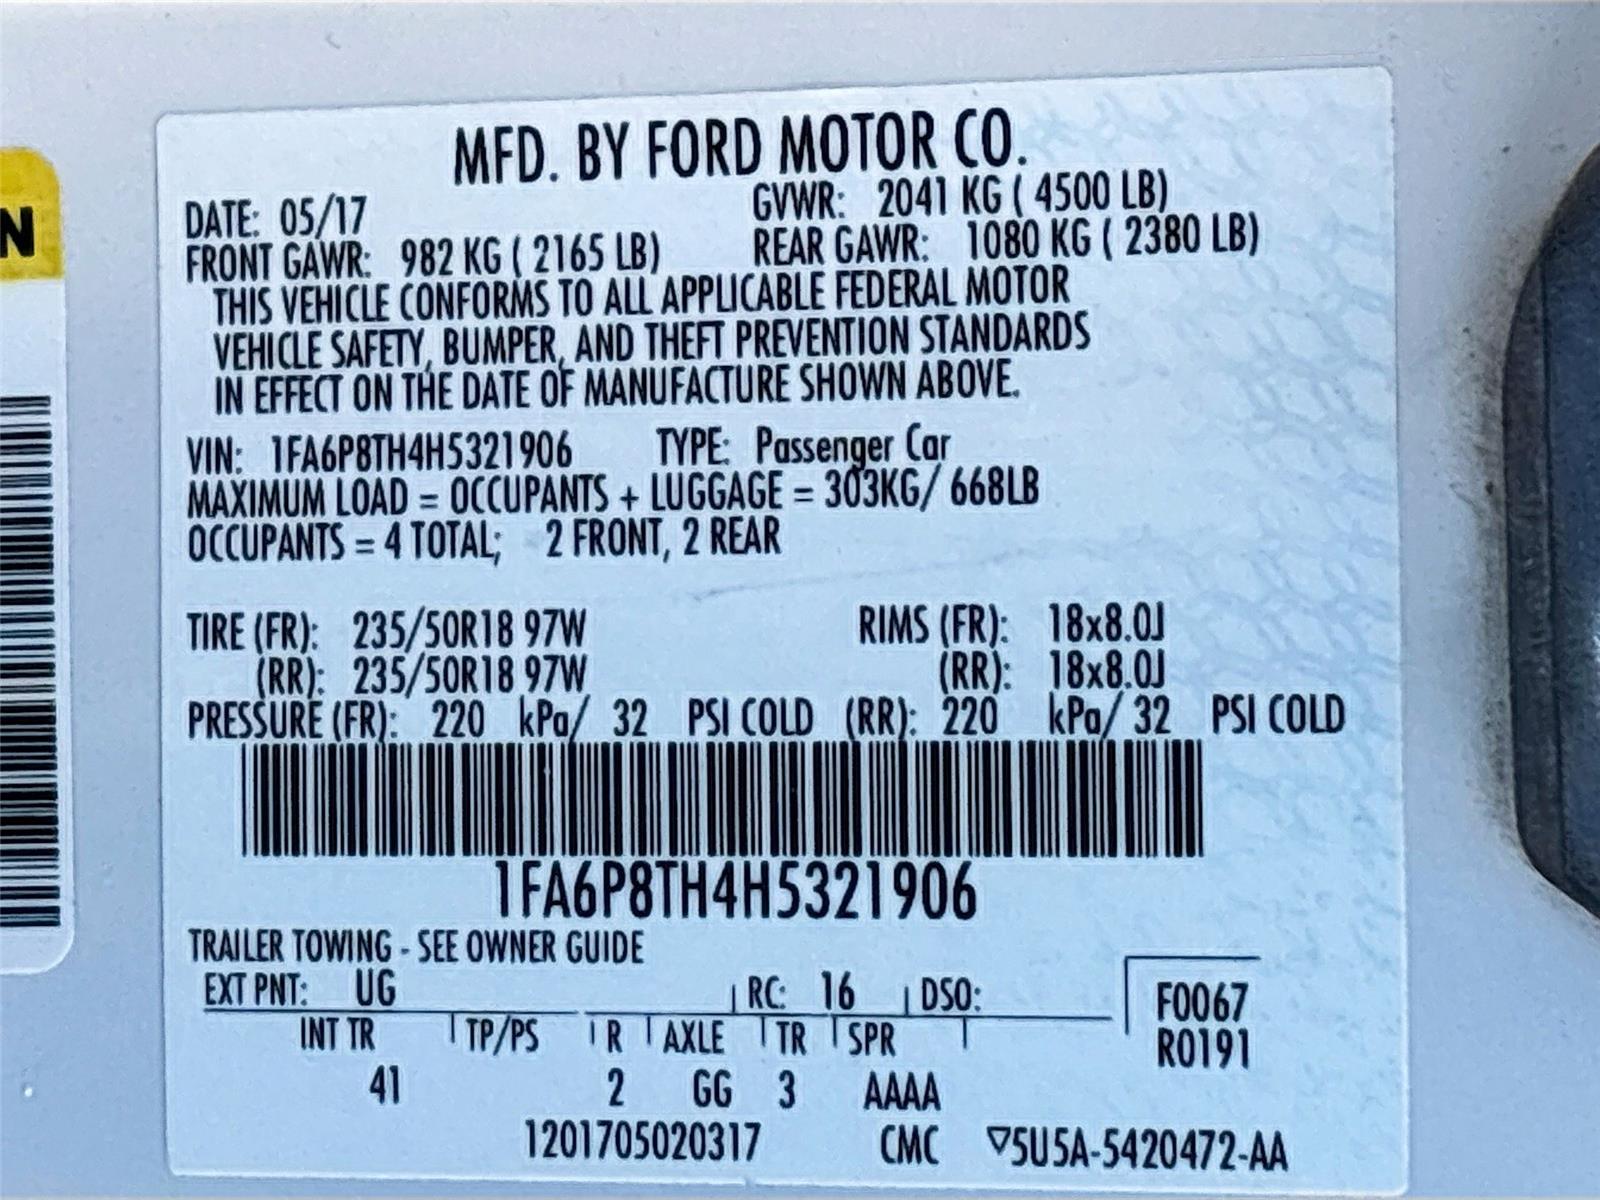 MFD. BY FORD MOTOR CO.
DATE: 05/17 GVWR: 2041 KG ( 4500 LB)
FRONT GAWR: 982 KG ( 2165 LB) REAR GAWR: 1080 KG ( 2380 LB)
THIS VEHICLE CONFORMS TO ALL APPLICABLE FEDERAL MOTOR
VEHICLE SAFETY, BUMPER, AND THEFT PREVENTION STANDARDS
IN EFFECT ON THE DATE OF MANUFACTURE SHOWN ABOVE.
VIN: 1FA6P8TH4H5321906 TYPE: Passenger Car
MAXIMUM LOAD = OCCUPANTS + LUGGAGE = 303KG/ 668LB
OCCUPANTS = 4 TOTAL; 2 FRONT, 2 REAR
TIRE (FR): 235/50R18 97W RIMS (FR): 18x8.0J
(RR): 235/50R18 97W (RR): 18x8.0J
PRESSURE (FR): 220 kPa/ 32 PSI COLD (RR): 220 kPa/ 32 PSI COLD
1FA6P8TH4H5321906
TRAILER TOWING - SEE OWNER GUIDE
EXT PNT: UG RC: 16 DSO:
F0067
INT TR TP/PS R AXLE TR SPR
R0191
41 2 GG 3 AAAA
1201705020317 CMC ▽5U5A-5420472-AA
N